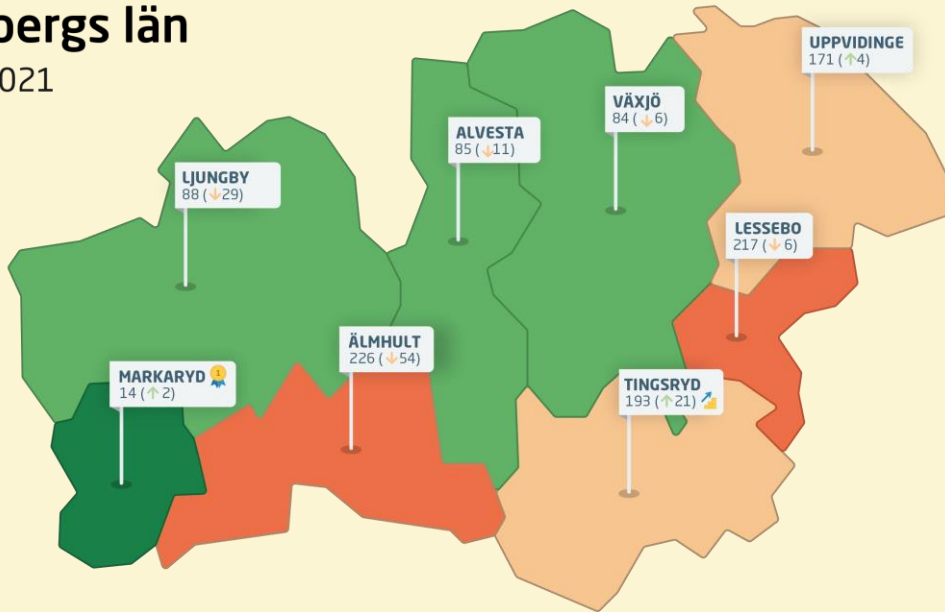 bergs län
021
UPPVIDINGE
171 (↑4)
VÄXJÖ
84 (↓6)
ALVESTA
85 (↓11)
LJUNGBY
88 (↓29)
LESSEBO
217 (↓6)
ÄLMHULT
226 (↓54)
MARKARYD 1
14 (↑2)
TINGSRYD
193 (↑21)